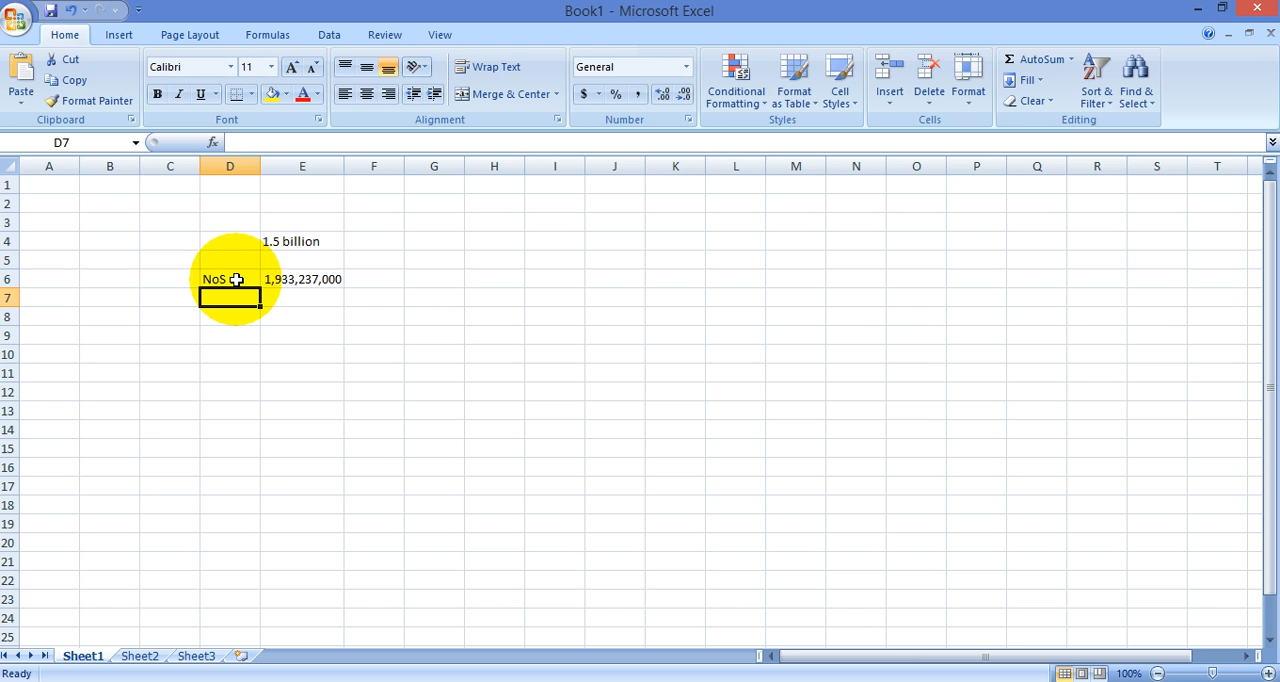 Book1 - Microsoft Excel
Home Insert Page Layout Formulas Data Review View
Paste
Cut
Copy
Format Painter
Clipboard
Calibri 11
B I U
Font
Wrap Text
Merge & Center
Alignment
General
$ % ,
Number
Conditional Formatting
Format as Table
Cell Styles
Styles
Insert Delete Format
Cells
Σ AutoSum
Fill
Clear
Sort & Filter
Find & Select
Editing
D7 fx
A B C D E F G H I J K L M N O P Q R S T
1
2
3
4 1.5 billion
5
6 NoS 1,933,237,000
7
8
9
10
11
12
13
14
15
16
17
18
19
20
21
22
23
24
25
Sheet1 Sheet2 Sheet3
Ready 100%